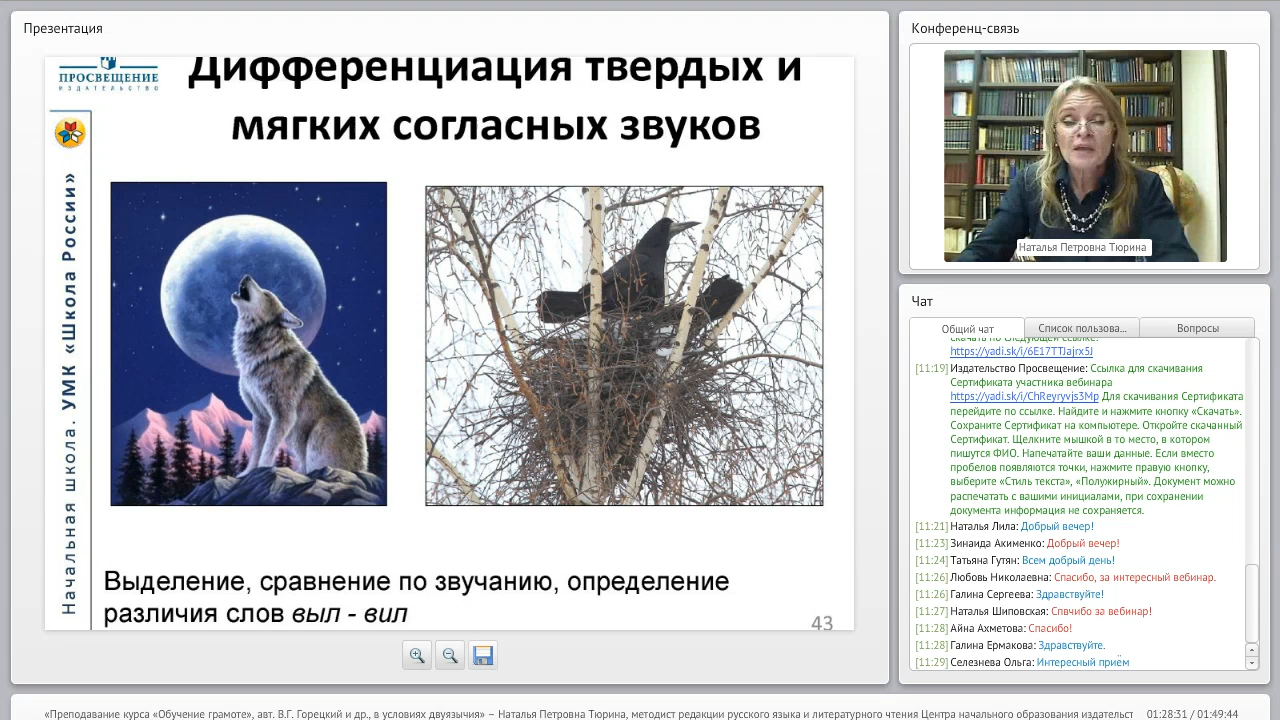 Презентация
ПРОСВЕЩЕНИЕ
ИЗДАТЕЛЬСТВО
Дифференциация твердых и
мягких согласных звуков
Начальная школа. УМК «Школа России»
Выделение, сравнение по звучанию, определение
различия слов выл - вил
43
Конференц-связь
Наталья Петровна Тюрина
Чат
Общий чат
Список пользова...
Вопросы
скачать по следующей ссылке:
https://yadi.sk/i/6E17TTJajrx5J
[11:19] Издательство Просвещение: Ссылка для скачивания
Сертификата участника вебинара
https://yadi.sk/i/ChReyryvjs3Mp Для скачивания Сертификата
перейдите по ссылке. Найдите и нажмите кнопку «Скачать».
Сохраните Сертификат на компьютере. Откройте скачанный
Сертификат. Щелкните мышкой в то место, в котором
пишутся ФИО. Напечатайте ваши данные. Если вместо
пробелов появляются точки, нажмите правую кнопку,
выберите «Стиль текста», «Полужирный». Документ можно
распечатать с вашими инициалами, при сохранении
документа информация не сохраняется.
[11:21] Наталья Лила: Добрый вечер!
[11:23] Зинаида Акименко: Добрый вечер!
[11:24] Татьяна Гутян: Всем добрый день!
[11:26] Любовь Николаевна: Спасибо, за интересный вебинар.
[11:26] Галина Сергеева: Здравствуйте!
[11:27] Наталья Шиповская: Спвчибо за вебинар!
[11:28] Айна Ахметова: Спасибо!
[11:28] Галина Ермакова: Здравствуйте.
[11:29] Селезнева Ольга: Интересный приём
«Преподавание курса «Обучение грамоте», авт. В.Г. Горецкий и др., в условиях двуязычия» – Наталья Петровна Тюрина, методист редакции русского языка и литературного чтения Центра начального образования издательст
01:28:31 / 01:49:44